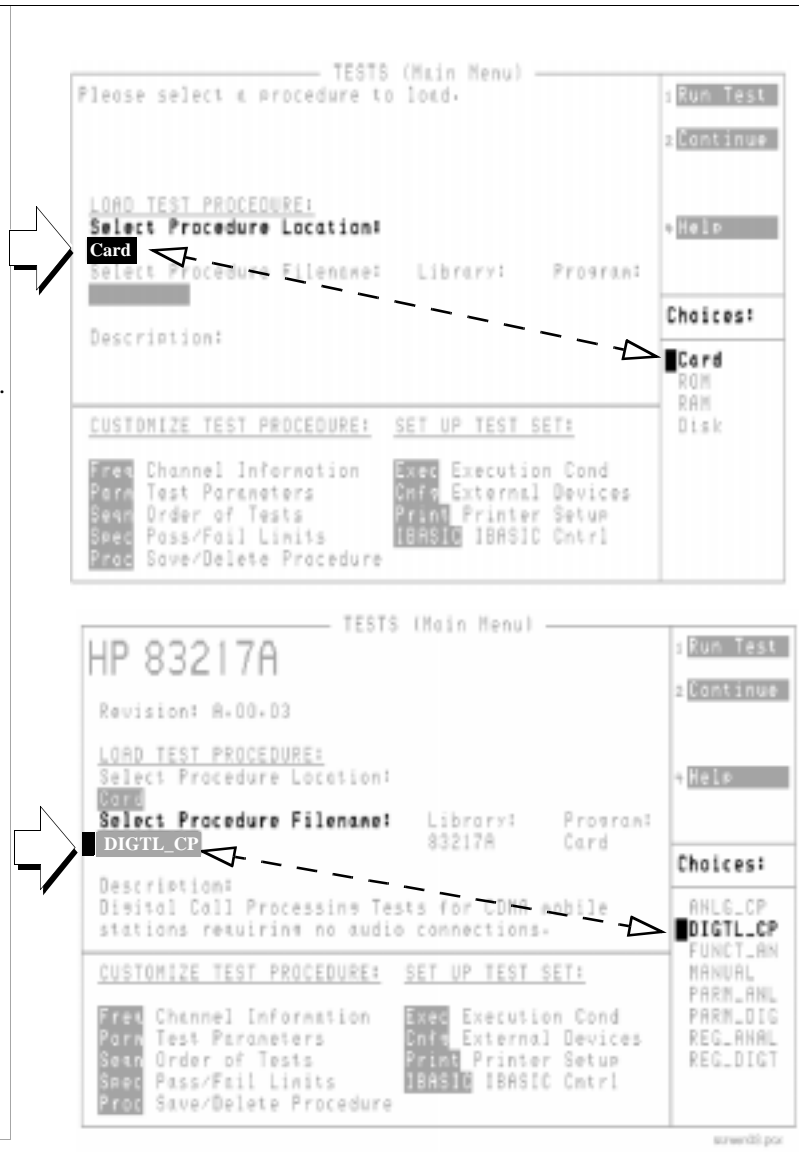 TESTS (Main Menu)
Please select a procedure to load.
1 Run Test
2 Continue
LOAD TEST PROCEDURE:
Select Procedure Location:
4 Help
Card
Select Procedure Filename: Library: Program:
Description:
Choices:
Card
ROM
RAM
Disk
CUSTOMIZE TEST PROCEDURE: SET UP TEST SET:
Freq Channel Information Exec Execution Cond
Parm Test Parameters Cnfg External Devices
Seqn Order of Tests Print Printer Setup
Spec Pass/Fail Limits IBASIC IBASIC Cntrl
Proc Save/Delete Procedure
.
TESTS (Main Menu)
HP 83217A
1 Run Test
2 Continue
Revision: A.00.03
LOAD TEST PROCEDURE:
Select Procedure Location:
4 Help
Card
Select Procedure Filename: Library: Program:
DIGTL_CP 83217A Card
Description:
Digital Call Processing Tests for CDMA mobile
stations requiring no audio connections.
Choices:
ANLG_CP
DIGTL_CP
FUNCT_AN
MANUAL
PARM_ANL
PARM_DIG
REG_ANAL
REG_DIGT
CUSTOMIZE TEST PROCEDURE: SET UP TEST SET:
Freq Channel Information Exec Execution Cond
Parm Test Parameters Cnfg External Devices
Seqn Order of Tests Print Printer Setup
Spec Pass/Fail Limits IBASIC IBASIC Cntrl
Proc Save/Delete Procedure